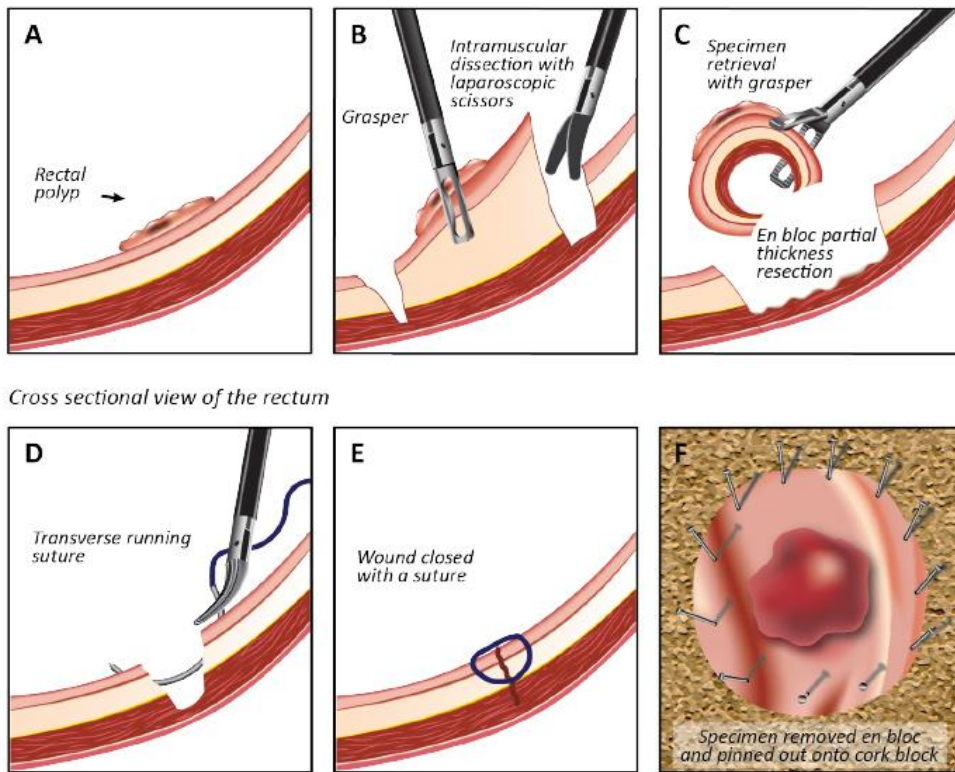 A
Rectal
polyp
B
Grasper
Intramuscular
dissection with
laparoscopic
scissors
C
Specimen
retrieval
with grasper
En bloc partial
thickness
resection
Cross sectional view of the rectum
D
Transverse running
suture
E
Wound closed
with a suture
F
Specimen removed en bloc
and pinned out onto cork block